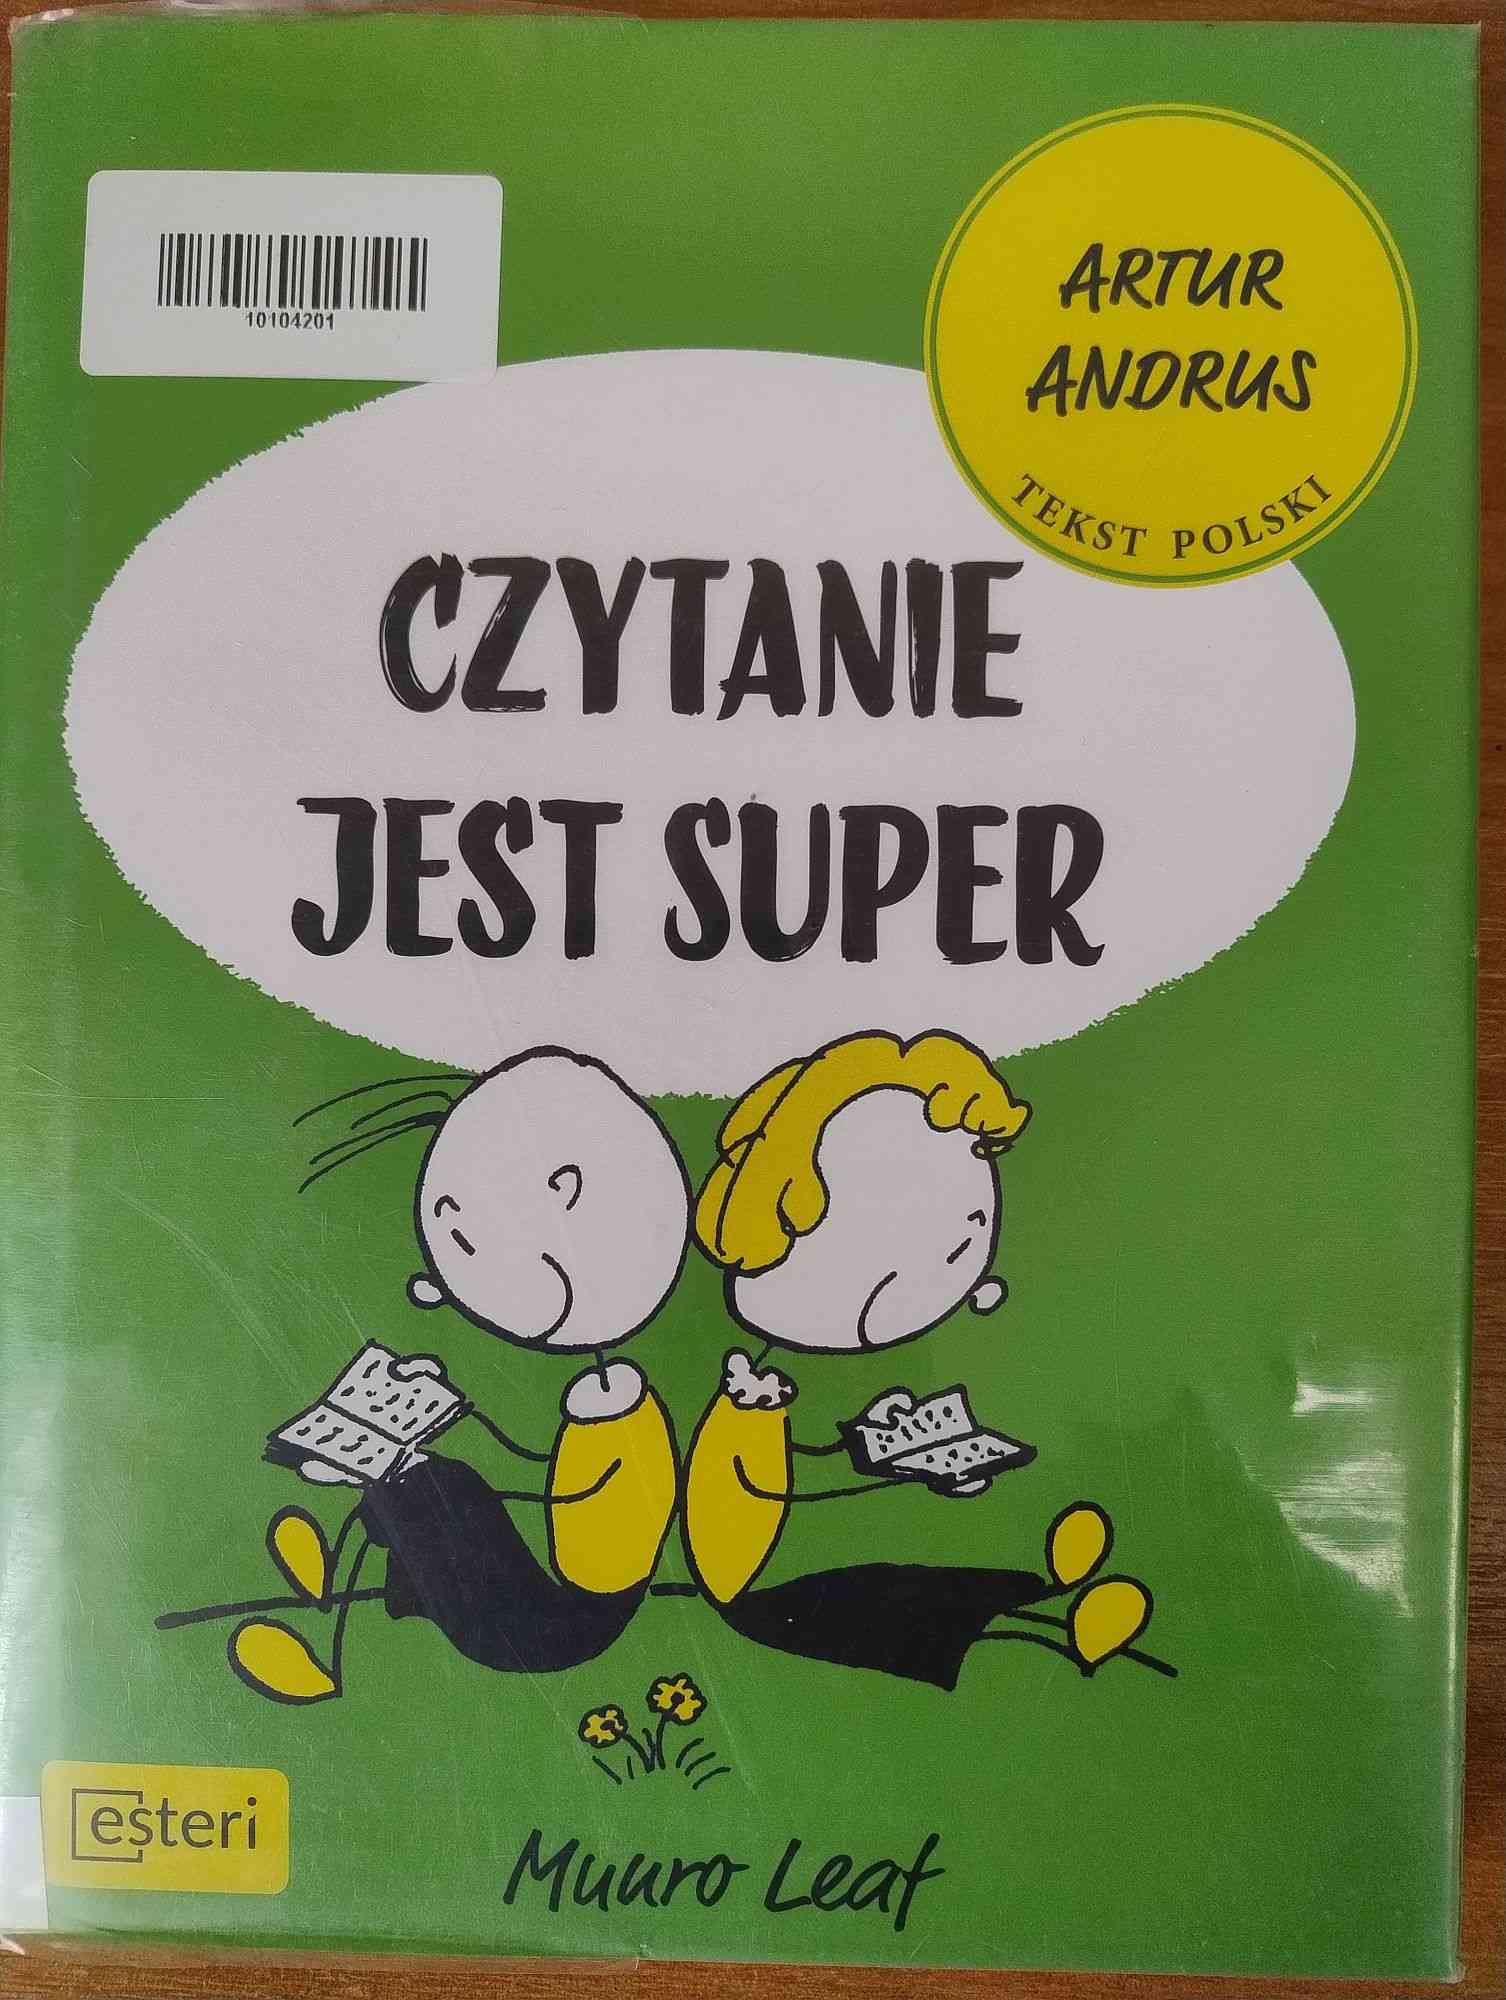 10104201
ARTUR
ANDRUS
TEKST POLSKI
CZYTANIE
JEST SUPER
esteri
Munro Leaf